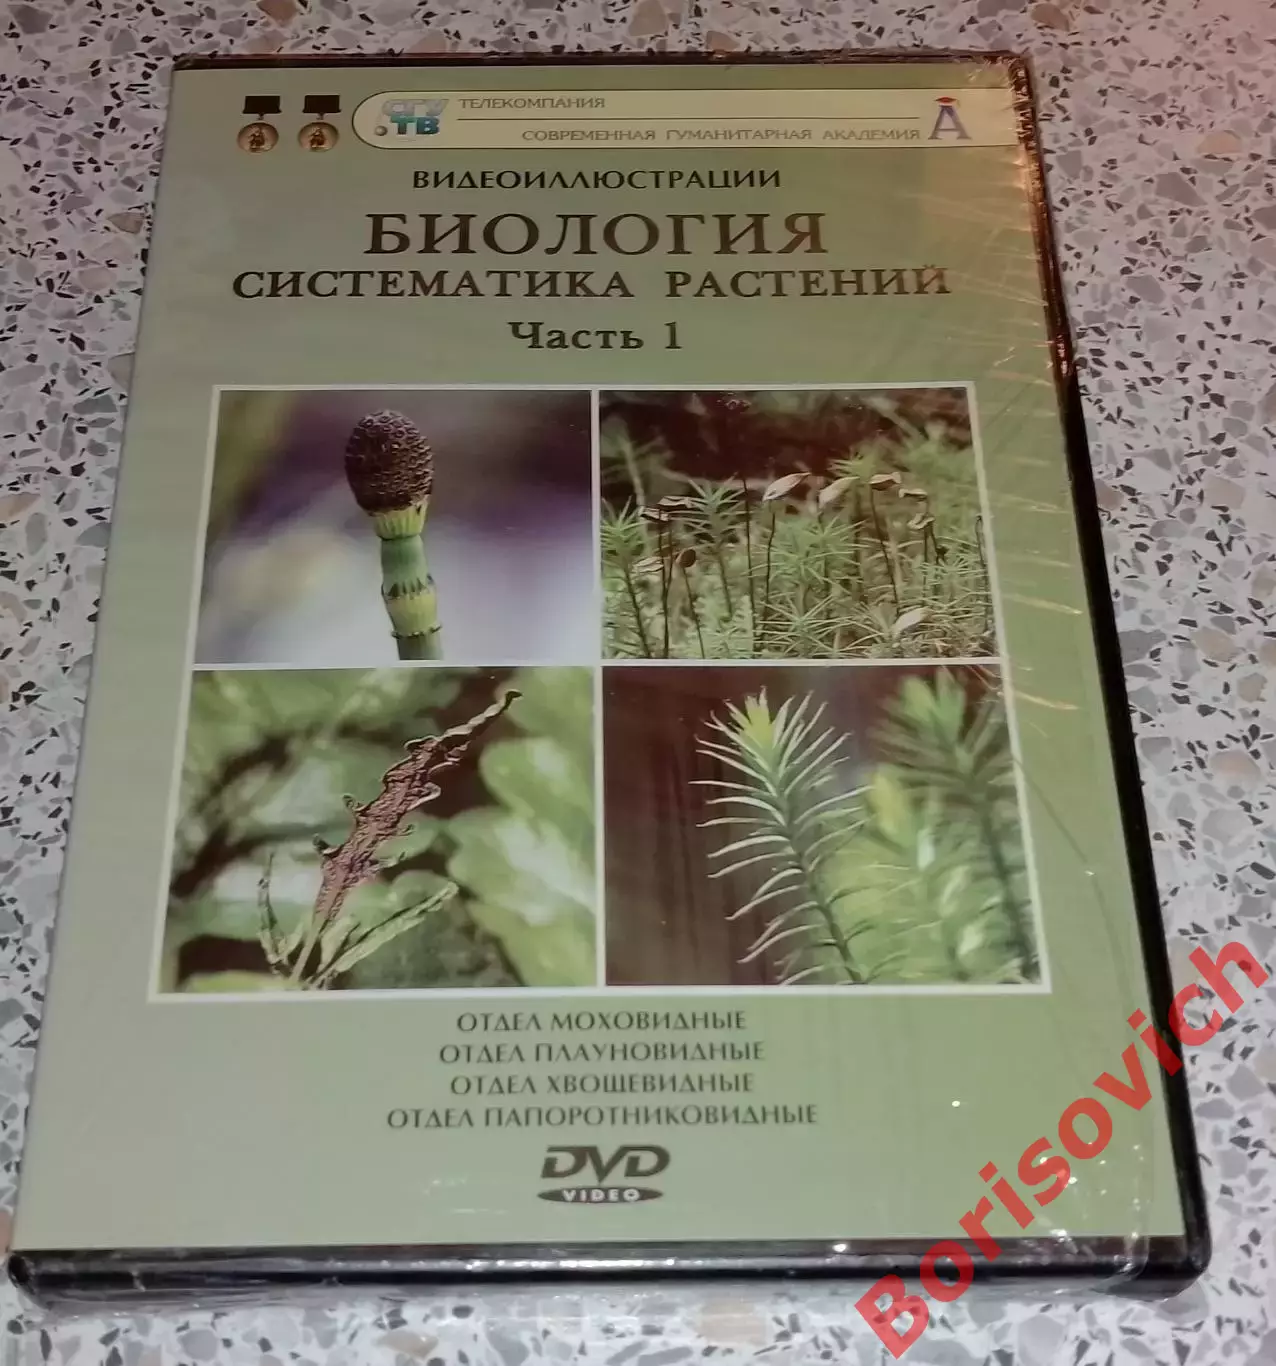 СГУ ТВ
ТЕЛЕКОМПАНИЯ
СОВРЕМЕННАЯ ГУМАНИТАРНАЯ АКАДЕМИЯ
А
ВИДЕОИЛЛЮСТРАЦИИ
БИОЛОГИЯ
СИСТЕМАТИКА РАСТЕНИЙ
Часть 1
ОТДЕЛ МОХОВИДНЫЕ
ОТДЕЛ ПЛАУНОВИДНЫЕ
ОТДЕЛ ХВОЩЕВИДНЫЕ
ОТДЕЛ ПАПОРОТНИКОВИДНЫЕ
DVD
VIDEO
Borisovich